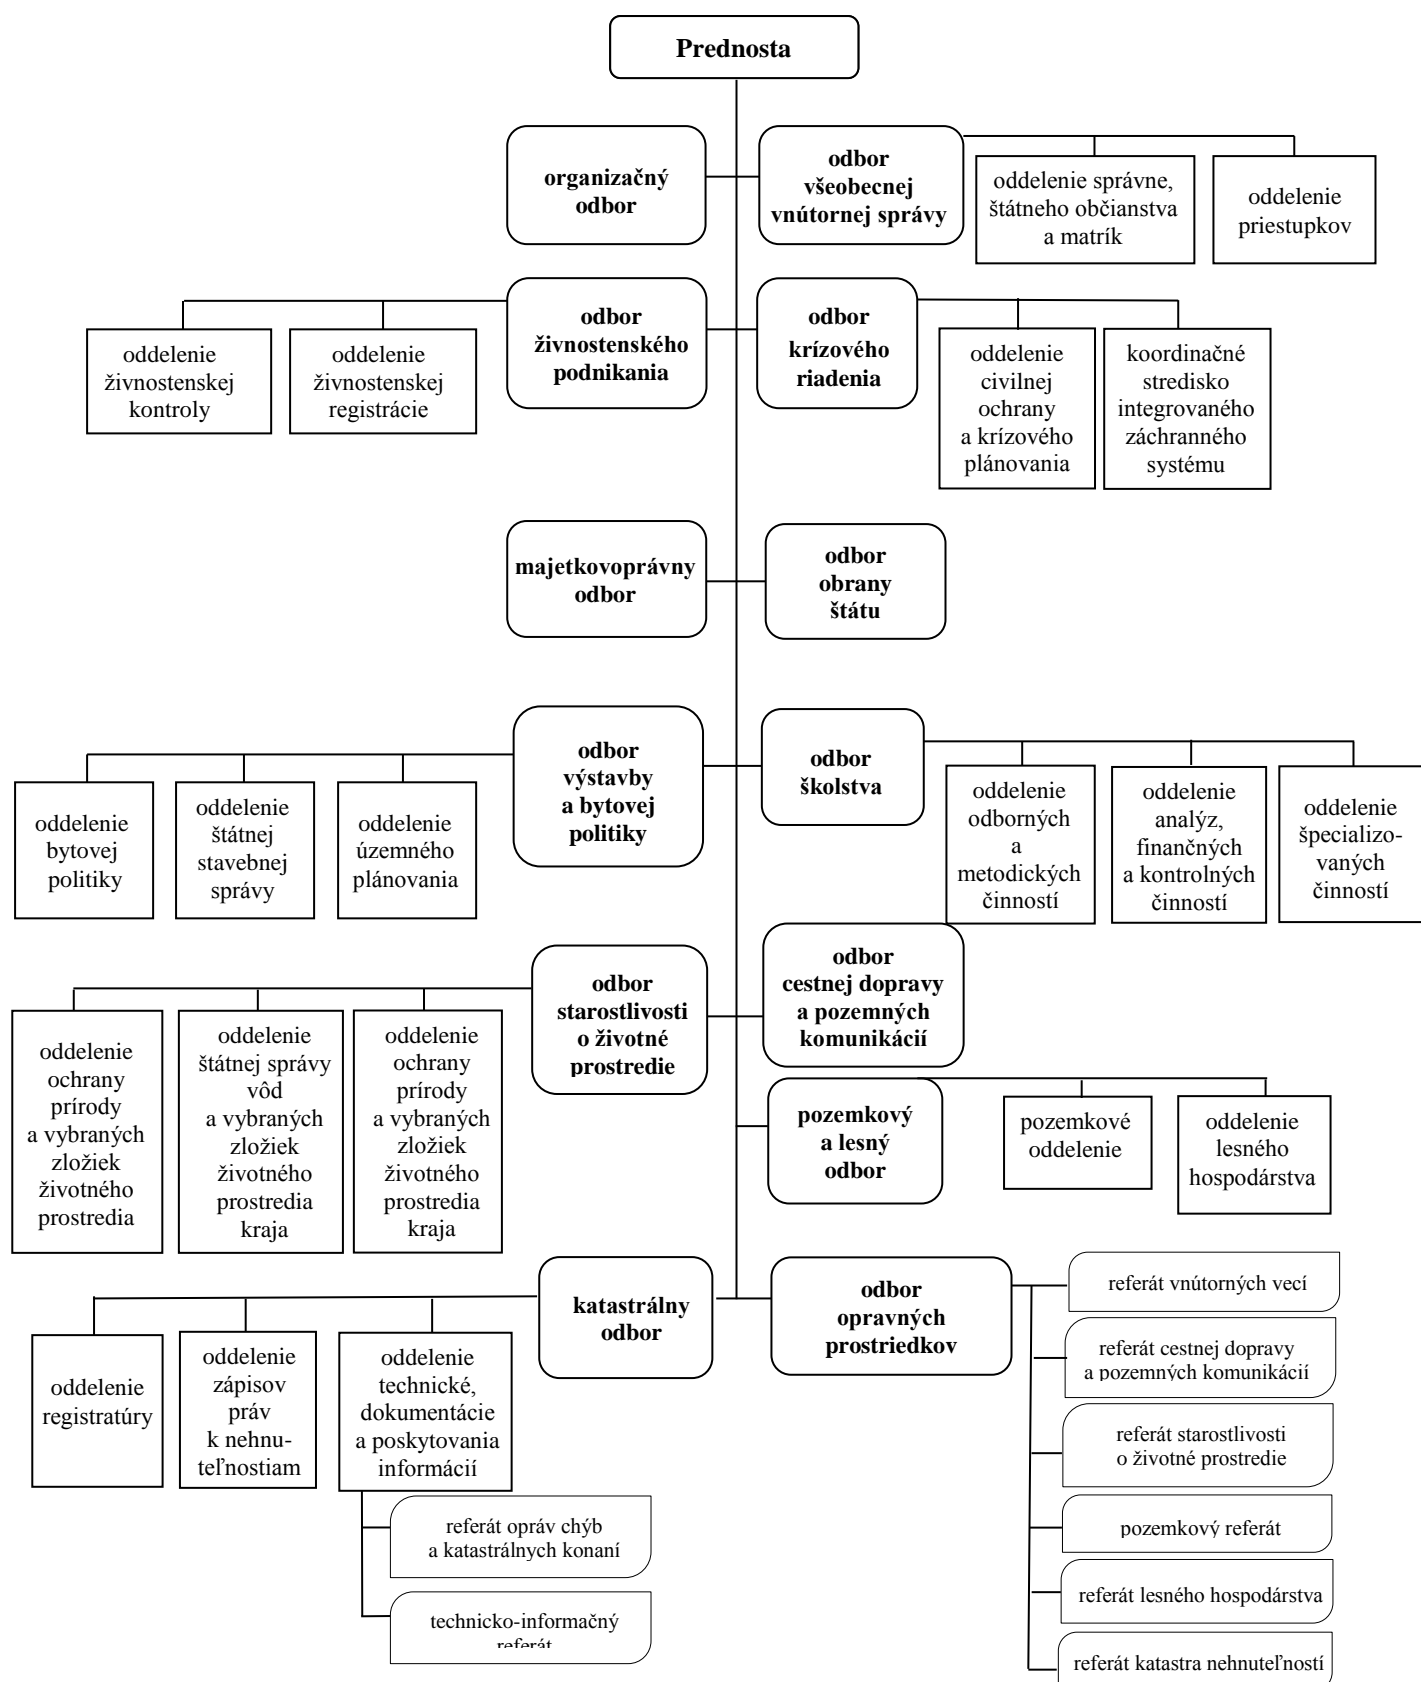 Prednosta
organizačný
odbor
odbor
všeobecnej
vnútornej správy
oddelenie správne,
štátneho občianstva
a matrík
oddelenie
priestupkov
oddelenie
živnostenskej
kontroly
oddelenie
živnostenskej
registrácie
odbor
živnostenského
podnikania
odbor
krízového
riadenia
oddelenie
civilnej
ochrany
a krízového
plánovania
koordinačné
stredisko
integrovaného
záchranného
systému
majetkovoprávny
odbor
odbor
obrany
štátu
oddelenie
bytovej
politiky
oddelenie
štátnej
stavebnej
správy
oddelenie
územného
plánovania
odbor
výstavby
a bytovej
politiky
odbor
školstva
oddelenie
odborných
a
metodických
činností
oddelenie
analýz,
finančných
a kontrolných
činností
oddelenie
špecializo-
vaných
činností
oddelenie
ochrany
prírody
a vybraných
zložiek
životného
prostredia
oddelenie
štátnej správy
vôd
a vybraných
zložiek
životného
prostredia
kraja
oddelenie
ochrany
prírody
a vybraných
zložiek
životného
prostredia
kraja
odbor
starostlivosti
o životné
prostredie
odbor
cestnej dopravy
a pozemných
komunikácií
pozemkový
a lesný
odbor
pozemkové
oddelenie
oddelenie
lesného
hospodárstva
oddelenie
registratúry
oddelenie
zápisov
práv
k nehnu-
teľnostiam
oddelenie
technické,
dokumentácie
a poskytovania
informácií
katastrálny
odbor
odbor
opravných
prostriedkov
referát vnútorných vecí
referát cestnej dopravy
a pozemných komunikácií
referát starostlivosti
o životné prostredie
pozemkový referát
referát lesného hospodárstva
referát katastra nehnuteľností
referát opráv chýb
a katastrálnych konaní
technicko-informačný
referát